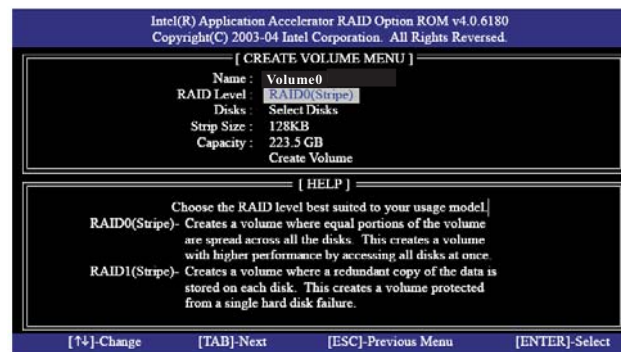 Intel(R) Application Accelerator RAID Option ROM v4.0.6180
Copyright(C) 2003-04 Intel Corporation. All Rights Reversed.
[ CREATE VOLUME MENU ]
Name : Volume0
RAID Level : RAID0(Stripe)
Disks : Select Disks
Strip Size : 128KB
Capacity : 223.5 GB
Create Volume
[ HELP ]
Choose the RAID level best suited to your usage model.
RAID0(Stripe)- Creates a volume where equal portions of the volume
are spread across all the disks. This creates a volume
with higher performance by accessing all disks at once.
RAID1(Stripe)- Creates a volume where a redundant copy of the data is
stored on each disk. This creates a volume protected
from a single hard disk failure.
[↑↓]-Change [TAB]-Next [ESC]-Previous Menu [ENTER]-Select